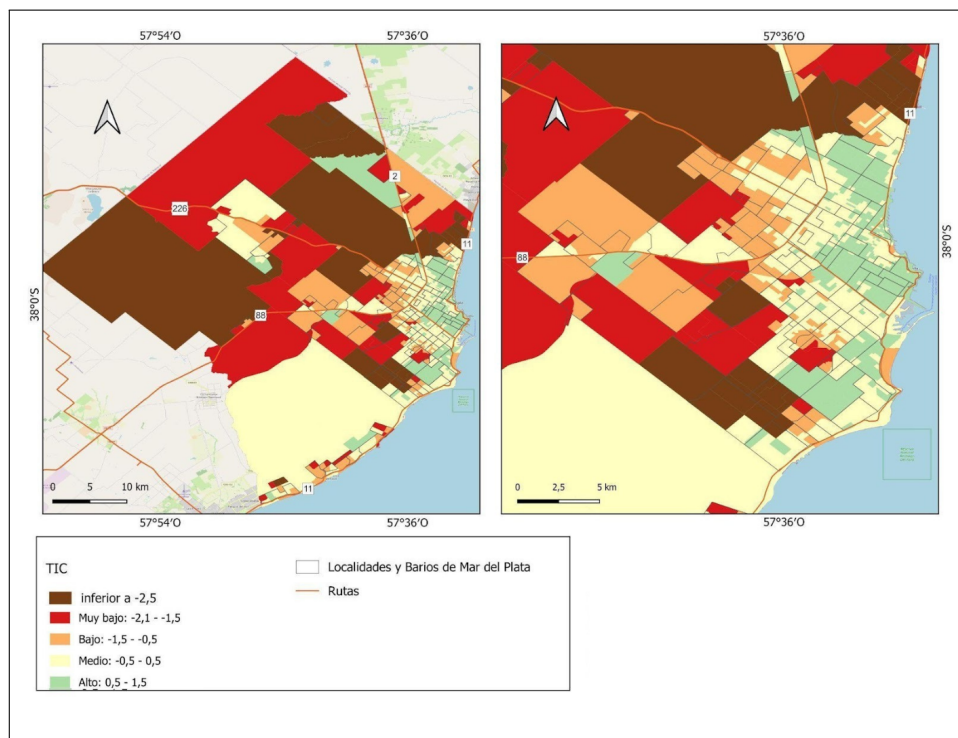 57°54′O 57°36′O 57°36′O
2
11
226
11
38°0′S
88
88
38°0′S
11
0 5 10 km
0 2,5 5 km
57°54′O 57°36′O 57°36′O
TIC
inferior a -2,5
Muy bajo: -2,1 - -1,5
Bajo: -1,5 - -0,5
Medio: -0,5 - 0,5
Alto: 0,5 - 1,5
Localidades y Barios de Mar del Plata
Rutas